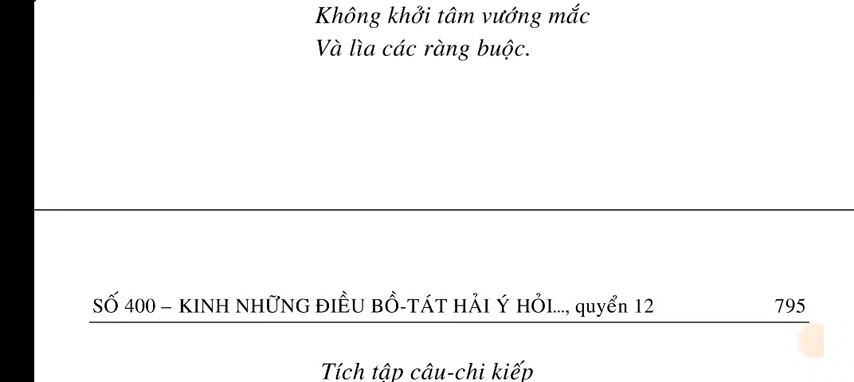 Không khởi tâm vướng mắc
Và lìa các ràng buộc.
SỐ 400 – KINH NHỮNG ĐIỀU BỒ-TÁT HẢI Ý HỎI..., quyển 12 795
Tích tập câu-chi kiếp